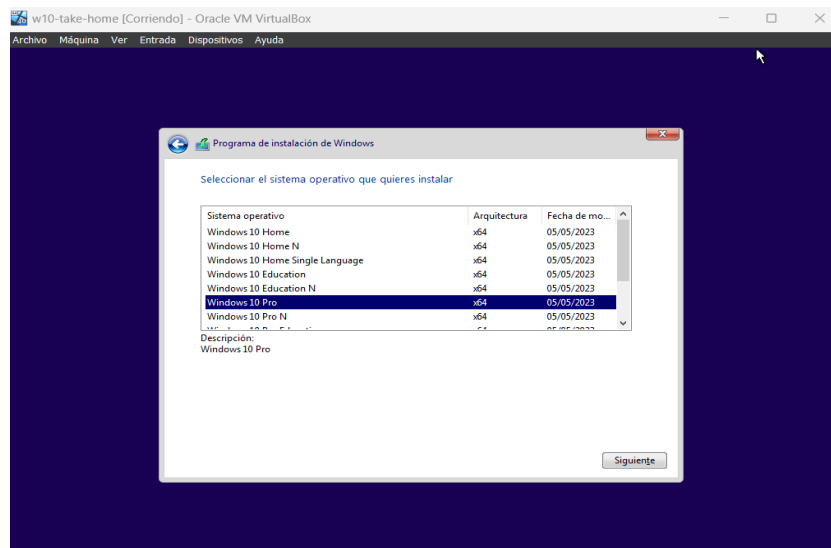 w10-take-home [Corriendo] - Oracle VM VirtualBox
Archivo Máquina Ver Entrada Dispositivos Ayuda
Programa de instalación de Windows
Seleccionar el sistema operativo que quieres instalar
Sistema operativo Arquitectura Fecha de mo...
Windows 10 Home x64 05/05/2023
Windows 10 Home N x64 05/05/2023
Windows 10 Home Single Language x64 05/05/2023
Windows 10 Education x64 05/05/2023
Windows 10 Education N x64 05/05/2023
Windows 10 Pro x64 05/05/2023
Windows 10 Pro N x64 05/05/2023
Descripción:
Windows 10 Pro
Siguiente